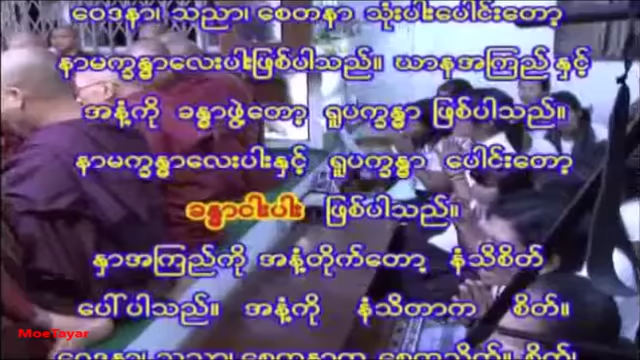 ဝေဒနာ၊ သညာ၊ စေတနာ သုံးပါးပေါင်းတော့
နာမက္ခန္ဓာလေးပါးဖြစ်ပါသည်။ ယာနအကြည်နှင့်
အနံ့ကို ခန္ဓာဖွဲ့တော့ ရူပက္ခန္ဓာ ဖြစ်ပါသည်။
နာမက္ခန္ဓာလေးပါးနှင့် ရူပက္ခန္ဓာ ပေါင်းတော့
ခန္ဓာငါးပါး ဖြစ်ပါသည်။
နှာအကြည်ကို အနံ့တိုက်တော့ နံသိစိတ်
ပေါ်ပါသည်။ အနံ့ကို နံသိတာက စိတ်။
MoeTayar